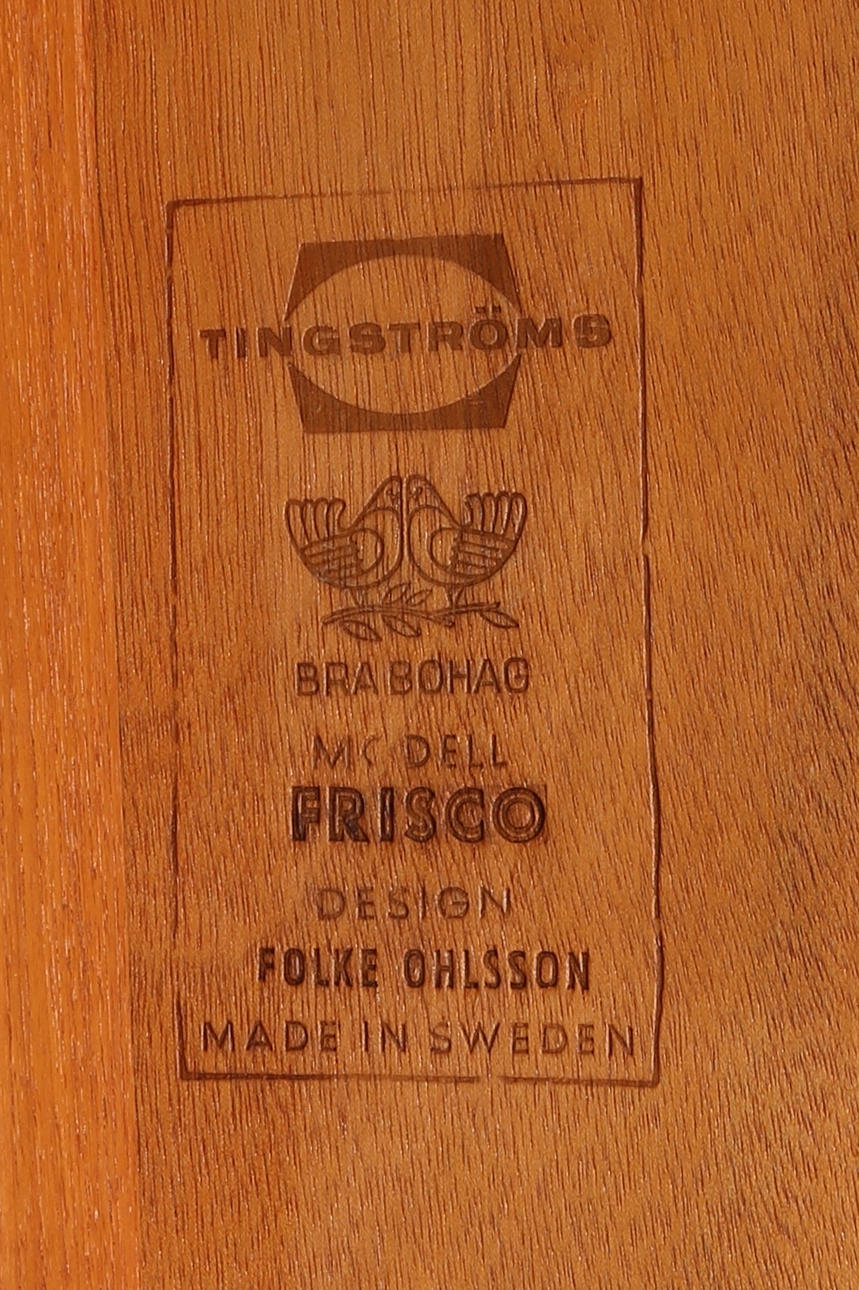 TINGSTRÖMS
BRA BOHAG
MODELL
FRISCO
DESIGN
FOLKE OHLSSON
MADE IN SWEDEN